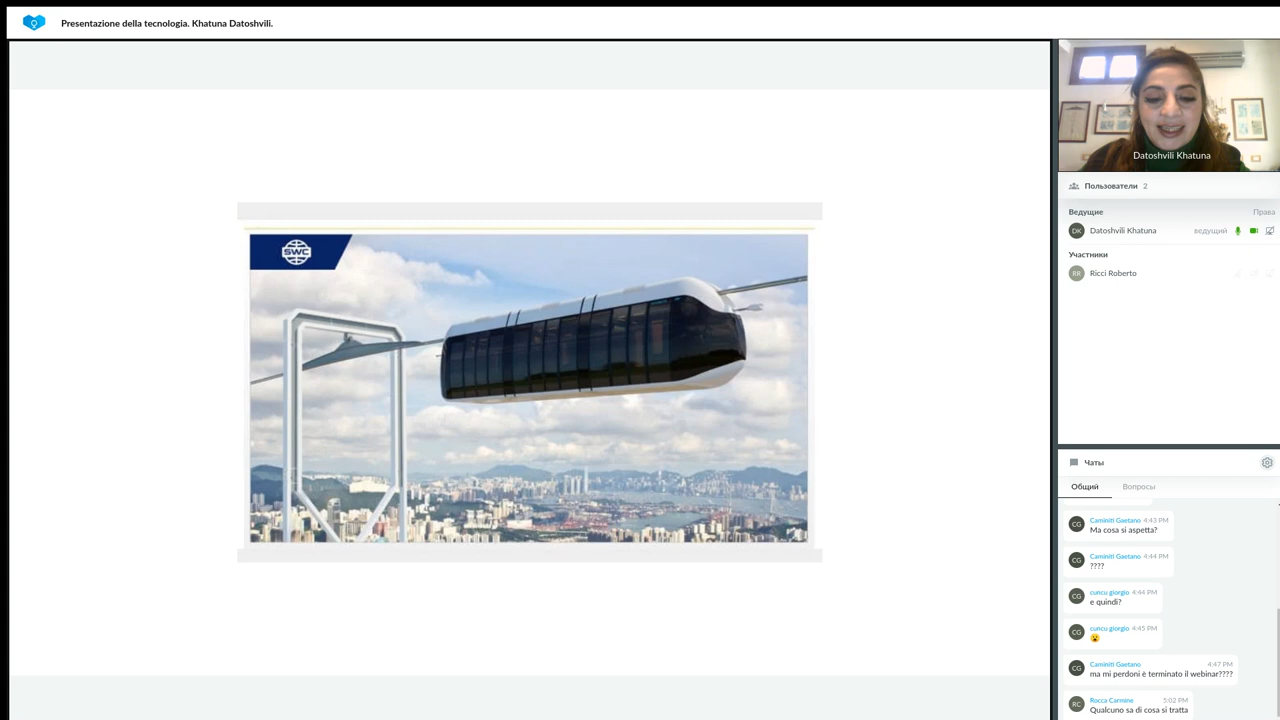 Presentazione della tecnologia. Khatuna Datoshvili.
SWC
Datoshvili Khatuna
Пользователи 2
Ведущие Права
DK Datoshvili Khatuna ведущий
Участники
RR Ricci Roberto
Чаты
Общий Вопросы
CG Caminiti Gaetano 4:43 PM
Ma cosa si aspetta?
CG Caminiti Gaetano 4:44 PM
????
CG cuncu giorgio 4:44 PM
e quindi?
CG cuncu giorgio 4:45 PM
😮
CG Caminiti Gaetano 4:47 PM
ma mi perdoni è terminato il webinar????
RC Rocca Carmine 5:02 PM
Qualcuno sa di cosa si tratta